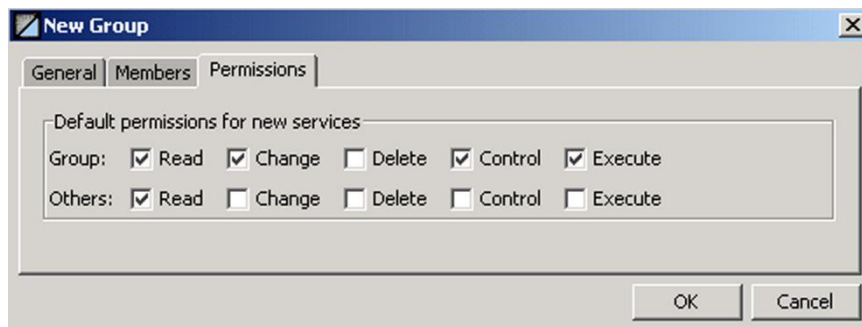 New Group
General Members Permissions
Default permissions for new services
Group: Read Change Delete Control Execute
Others: Read Change Delete Control Execute
OK Cancel